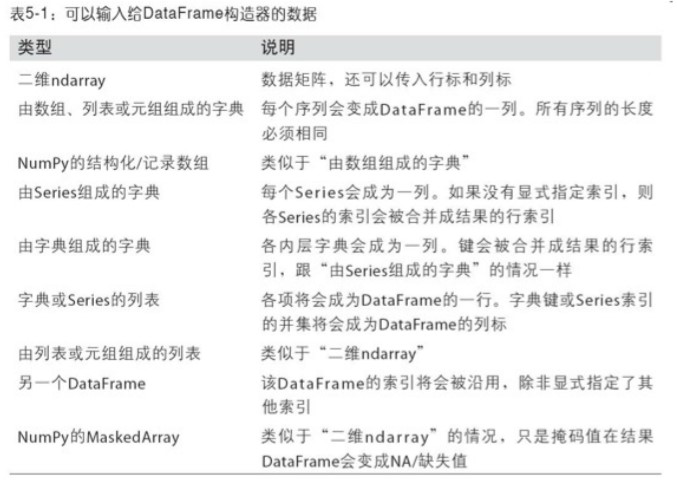 表5-1：可以输入给DataFrame构造器的数据
类型 说明
二维ndarray 数据矩阵，还可以传入行标和列标
由数组、列表或元组组成的字典 每个序列会变成DataFrame的一列。所有序列的长度
必须相同
NumPy的结构化/记录数组 类似于“由数组组成的字典”
由Series组成的字典 每个Series会成为一列。如果没有显式指定索引，则
各Series的索引会被合并成结果的行索引
由字典组成的字典 各内层字典会成为一列。键会被合并成结果的行索
引，跟“由Series组成的字典”的情况一样
字典或Series的列表 各项将会成为DataFrame的一行。字典键或Series索引
的并集将会成为DataFrame的列标
由列表或元组组成的列表 类似于“二维ndarray”
另一个DataFrame 该DataFrame的索引将会被沿用，除非显式指定了其
他索引
NumPy的MaskedArray 类似于“二维ndarray”的情况，只是掩码值在结果
DataFrame会变成NA/缺失值